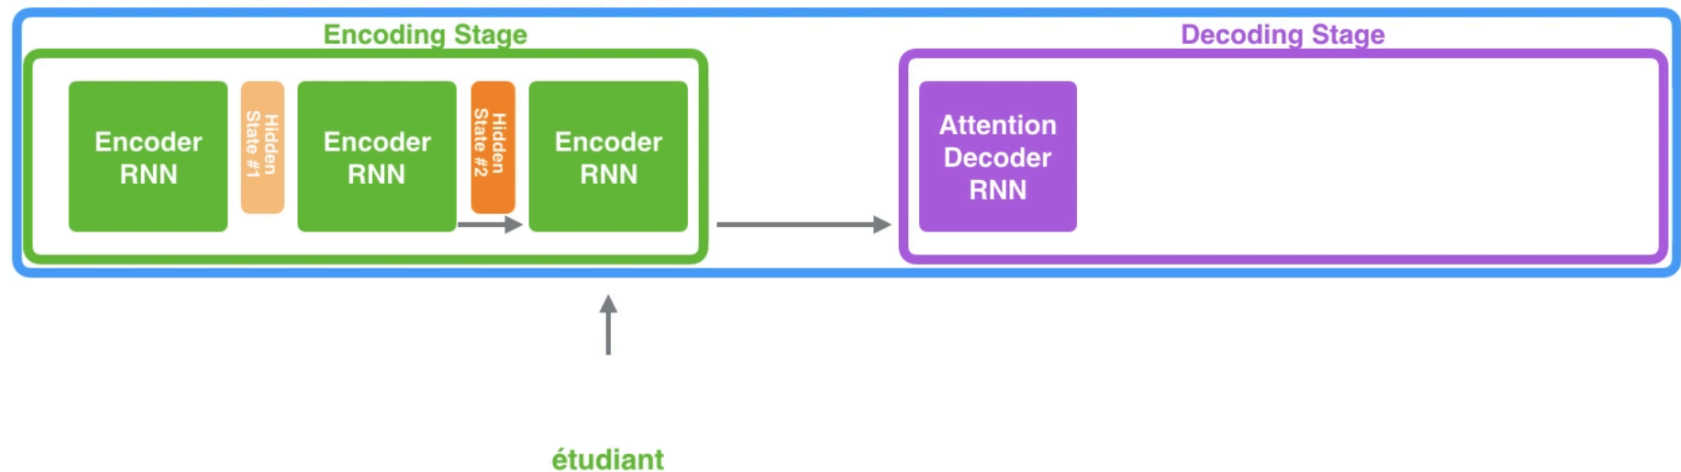 Encoding Stage
Decoding Stage
Encoder
RNN
Hidden
State #1
Encoder
RNN
Hidden
State #2
Encoder
RNN
Attention
Decoder
RNN
étudiant